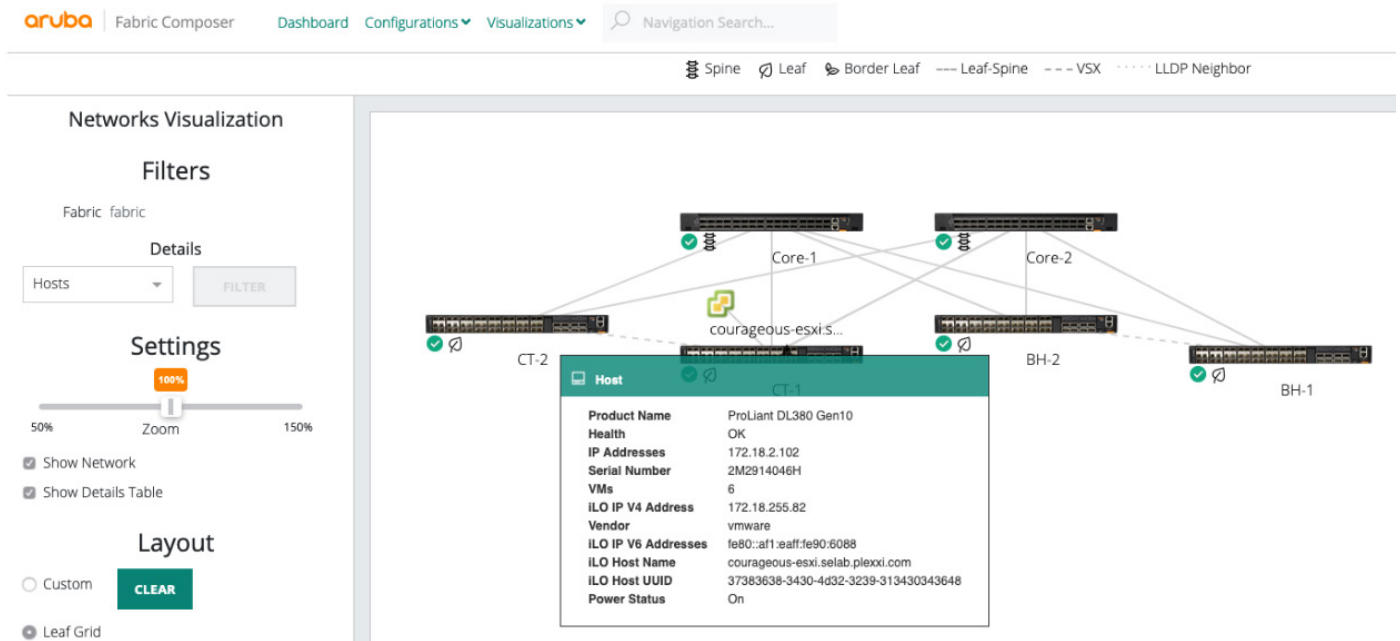 aruba Fabric Composer Dashboard Configurations Visualizations Navigation Search...
Spine Leaf Border Leaf --- Leaf-Spine --- VSX ····· LLDP Neighbor
Networks Visualization
Filters
Fabric fabric
Details
Hosts FILTER
Settings
100%
50% Zoom 150%
Show Network
Show Details Table
Layout
Custom CLEAR
Leaf Grid
Core-1 Core-2
courageous-esxi:s...
CT-2 BH-2
CT-1 BH-1
Host
Product Name ProLiant DL380 Gen10
Health OK
IP Addresses 172.18.2.102
Serial Number 2M2914046H
VMs 6
iLO IP V4 Address 172.18.255.82
Vendor vmware
iLO IP V6 Addresses fe80::af1:eaff:fe90:6088
iLO Host Name courageous-esxi.selab.plexxi.com
iLO Host UUID 37383638-3430-4d32-3239-313430343648
Power Status On